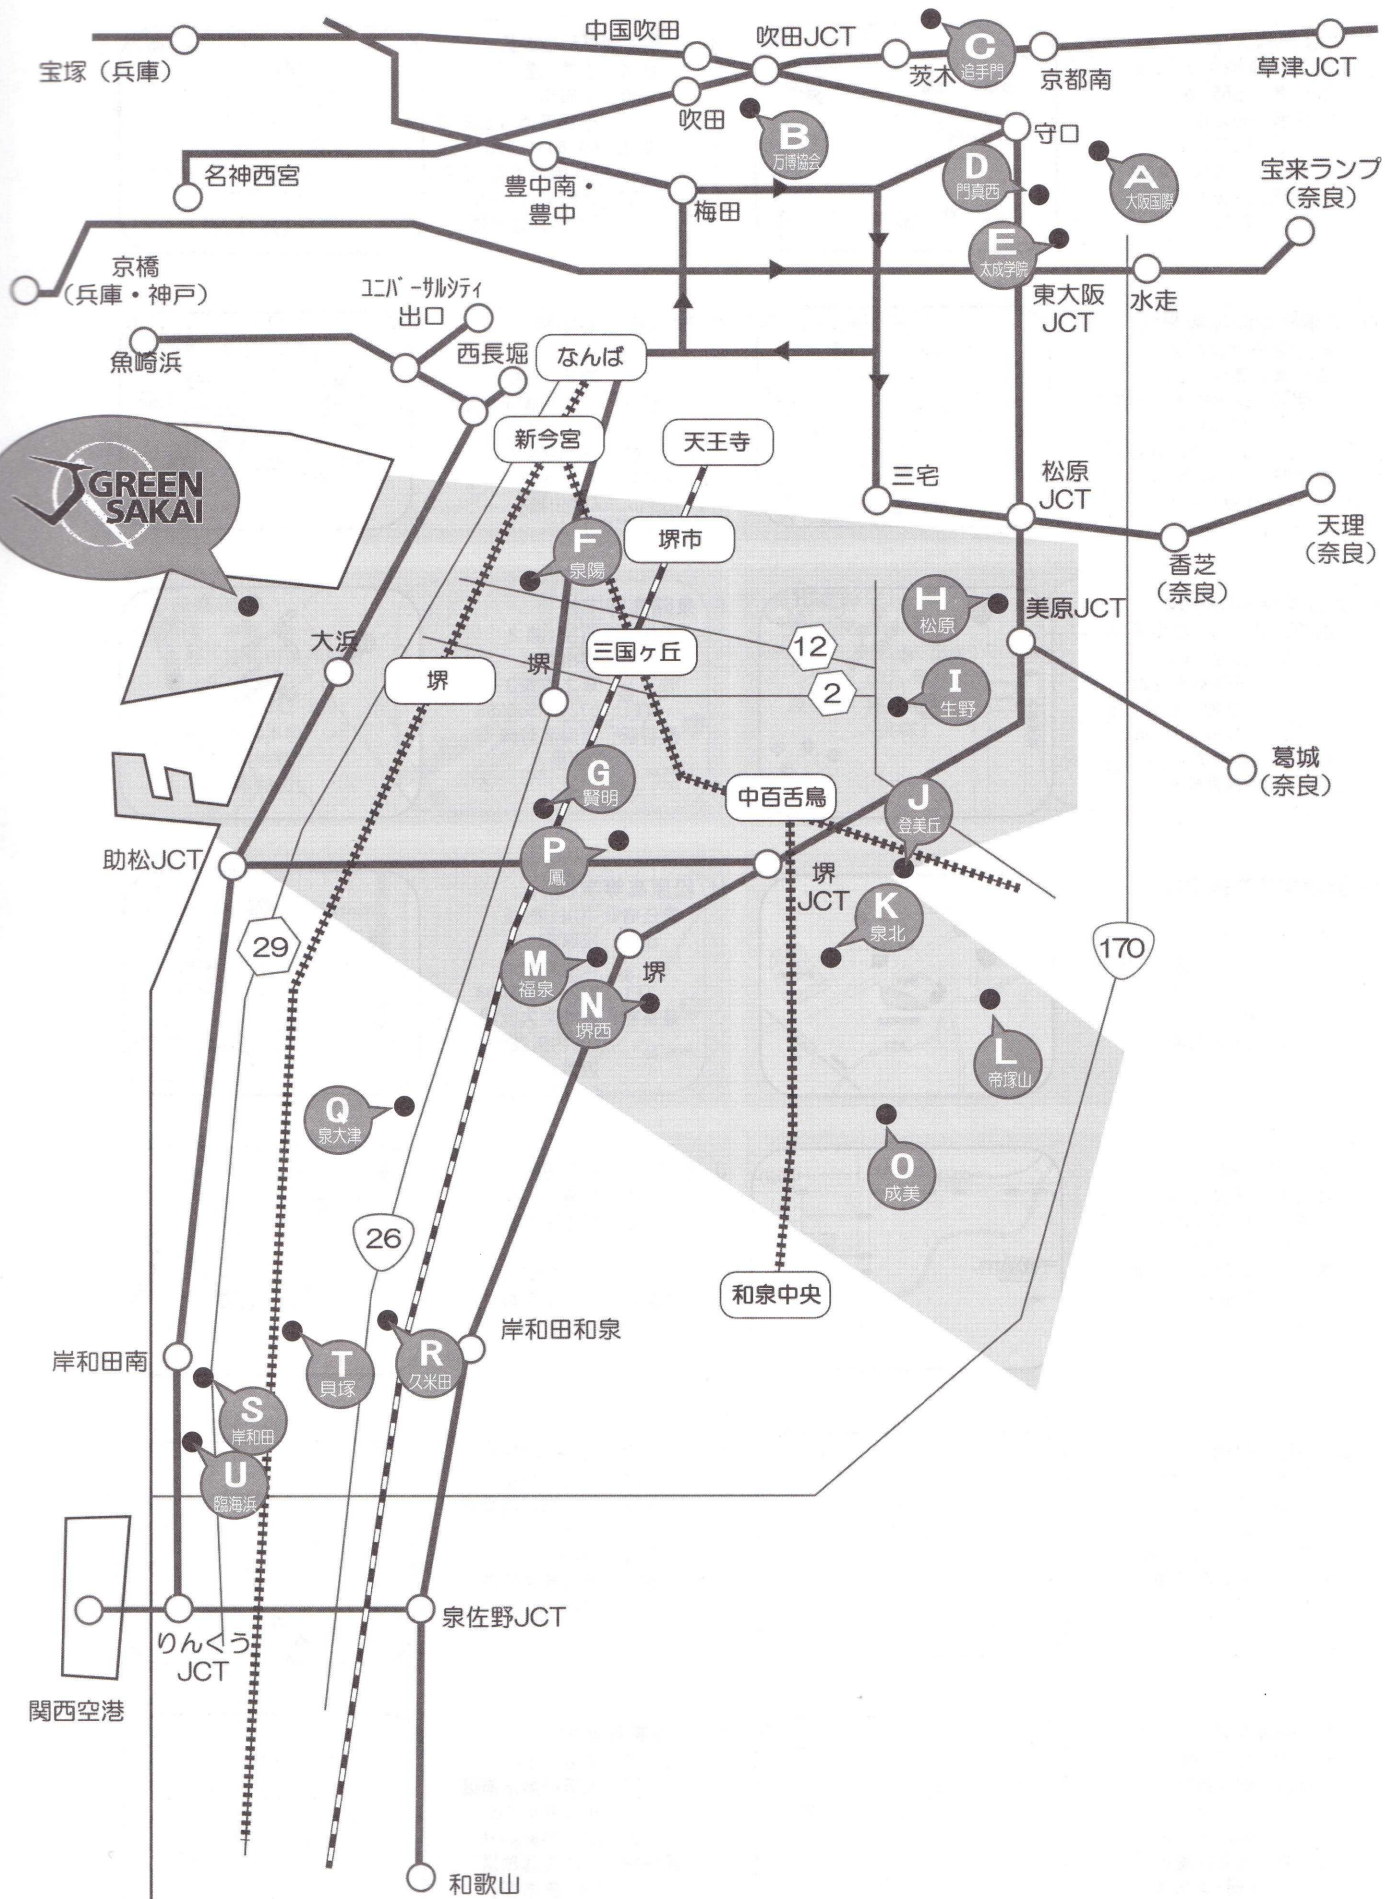 中国吹田
吹田JCT
C
追手門
宝塚（兵庫）
茨木
京都南
草津JCT
吹田
B
万博協会
守口
名神西宮
豊中南・
豊中
梅田
D
門真西
A
大阪国際
宝来ランプ
（奈良）
京橋
（兵庫・神戸）
ユニバーサルシティ
出口
E
太成学院
東大阪
JCT
水走
魚崎浜
西長堀
なんば
新今宮
天王寺
J GREEN
SAKAI
三宅
松原
JCT
天理
（奈良）
堺市
F
泉陽
香芝
（奈良）
H
松原
美原JCT
大浜
堺
堺
三国ヶ丘
12
2
I
生野
G
賢明
中百舌鳥
葛城
（奈良）
J
登美丘
助松JCT
P
鳳
堺
JCT
K
泉北
29
M
福泉
堺
170
N
堺西
L
帝塚山
Q
泉大津
O
成美
26
和泉中央
岸和田南
T
貝塚
R
久米田
岸和田和泉
S
岸和田
U
臨海浜
泉佐野JCT
りんくう
JCT
関西空港
和歌山